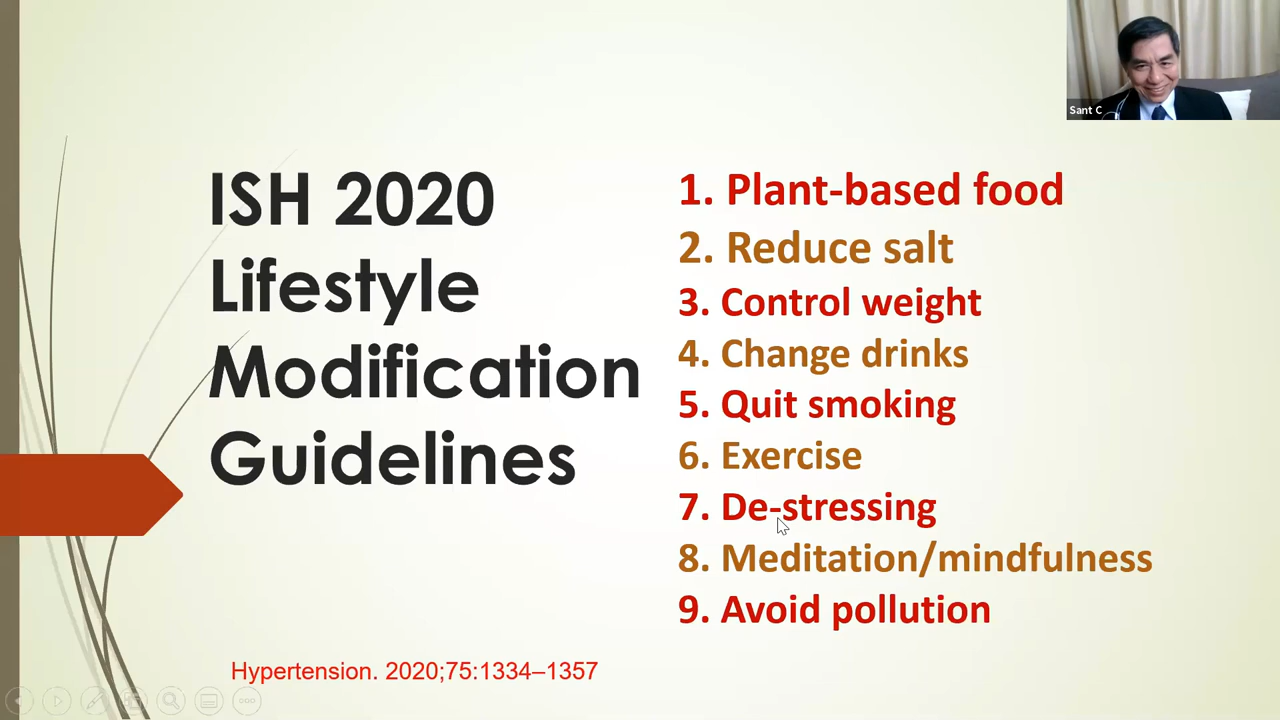 Sant C
ISH 2020
Lifestyle
Modification
Guidelines
1. Plant-based food
2. Reduce salt
3. Control weight
4. Change drinks
5. Quit smoking
6. Exercise
7. De-stressing
8. Meditation/mindfulness
9. Avoid pollution
Hypertension. 2020;75:1334–1357